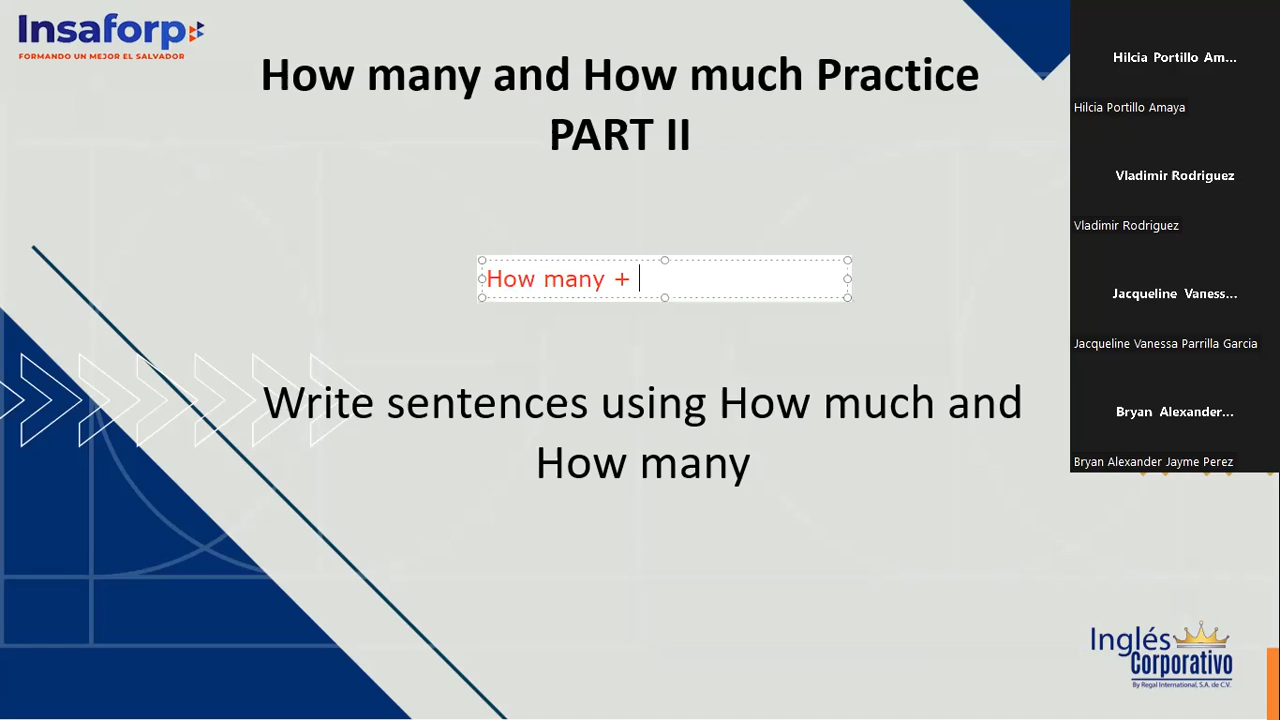 Insaforp
FORMANDO UN MEJOR EL SALVADOR
How many and How much Practice
PART II
How many +
Write sentences using How much and
How many
Hilcia Portillo Am...
Hilcia Portillo Amaya
Vladimir Rodriguez
Vladimir Rodriguez
Jacqueline Vaness...
Jacqueline Vanessa Parrilla Garcia
Bryan Alexander...
Bryan Alexander Jayme Perez
Inglés
Corporativo
By Regal International, S.A. de C.V.